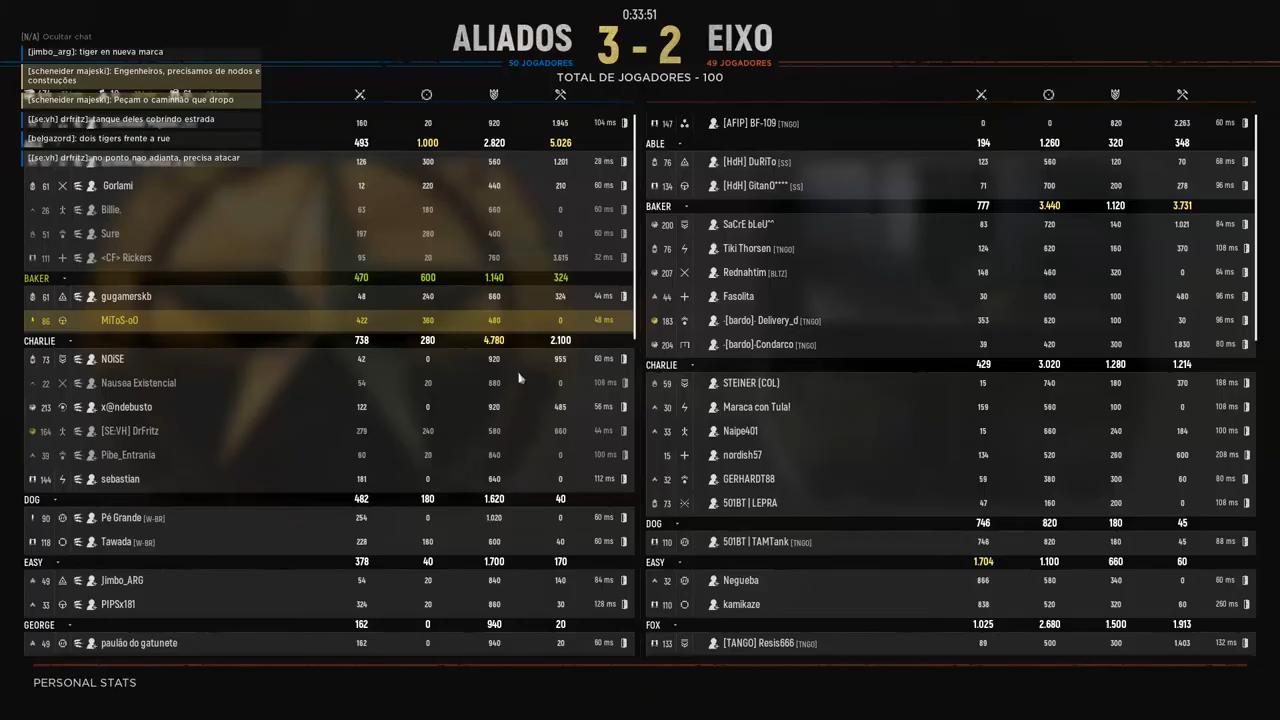 0:33:51
ALIADOS 3 - 2 EIXO
50 JOGADORES 49 JOGADORES
TOTAL DE JOGADORES - 100
[N/A] Ocultar chat
[jimbo_arg]: tiger en nueva marca
[scheneider majeski]: Engenheiros, precisamos de nodos e
construções
[scheneider majeski]: Peçam o caminhão que dropo
[[se:vh] drfritz]: tanque deles cobrindo estrada
[belgazord]: dois tigers frente a rue
[[se:vh] drfritz]: no ponto nao adianta, precisa atacar
160 20 920 1.945 104 ms
493 1.000 2.820 5.026
126 300 560 1.201 28 ms
61 Gorlami 12 220 440 210 60 ms
26 Billie. 63 180 400 0 60 ms
51 Sure 197 280 400 0 60 ms
111 <CF> Rickers 95 20 760 3.615 32 ms
BAKER 470 600 1.140 324
61 gugamerskb 48 240 660 324 44 ms
86 MiToS-oO 422 360 480 0 48 ms
CHARLIE 738 280 4.780 2.100
73 NOISE 42 0 920 955 60 ms
22 Nausea Existencial 54 20 880 0 108 ms
213 x@ndebusto 122 0 920 485 56 ms
164 [SE:VH] DrFritz 279 240 580 660 44 ms
39 Pibe_Entrania 60 20 840 0 100 ms
144 sebastian 181 0 640 0 112 ms
DOG 482 180 1.620 40
90 Pé Grande [W-BR] 254 0 1.020 0 60 ms
118 Tawada [W-BR] 228 180 600 40 60 ms
EASY 378 40 1.700 170
49 Jimbo_ARG 54 20 840 140 84 ms
33 PIPSx181 324 20 860 30 128 ms
GEORGE 162 0 940 20
49 paulão do gatunete 162 0 940 20 60 ms
147 [AFIP] BF-109 [TNGO] 0 0 820 2.263 60 ms
ABLE 194 1.260 320 348
76 [HdH] DuRiTo [SS] 123 560 120 70 68 ms
134 [HdH] GitanO**** [SS] 71 700 200 278 96 ms
BAKER 777 3.440 1.120 3.731
200 SaCrE bLeU^^ 83 720 140 1.021 84 ms
76 Tiki Thorsen [TNGO] 124 620 160 370 108 ms
207 Rednahtim [BLTZ] 148 460 320 0 64 ms
44 Fasolita 30 600 100 480 96 ms
183 -[bardo]- Delivery_d [TNGO] 353 620 100 30 96 ms
204 -[bardo]-Condarco [TNGO] 39 420 300 1.830 80 ms
CHARLIE 429 3.020 1.280 1.214
59 STEINER (COL) 15 740 180 370 188 ms
30 Maraca con Tula! 159 560 100 0 108 ms
33 Naipe401 15 660 240 184 100 ms
15 nordish57 134 520 260 600 208 ms
32 GERHARDT88 59 380 300 60 80 ms
73 501BT | LEPRA 47 160 200 0 108 ms
DOG 746 820 180 45
110 501BT | TAMTank [TNGO] 746 820 180 45 88 ms
EASY 1.704 1.100 660 60
32 Negueba 866 580 340 0 60 ms
110 kamikaze 838 520 320 60 260 ms
FOX 1.025 2.680 1.500 1.913
133 [TANGO] Resis666 [TNGO] 89 500 300 1.403 132 ms
PERSONAL STATS